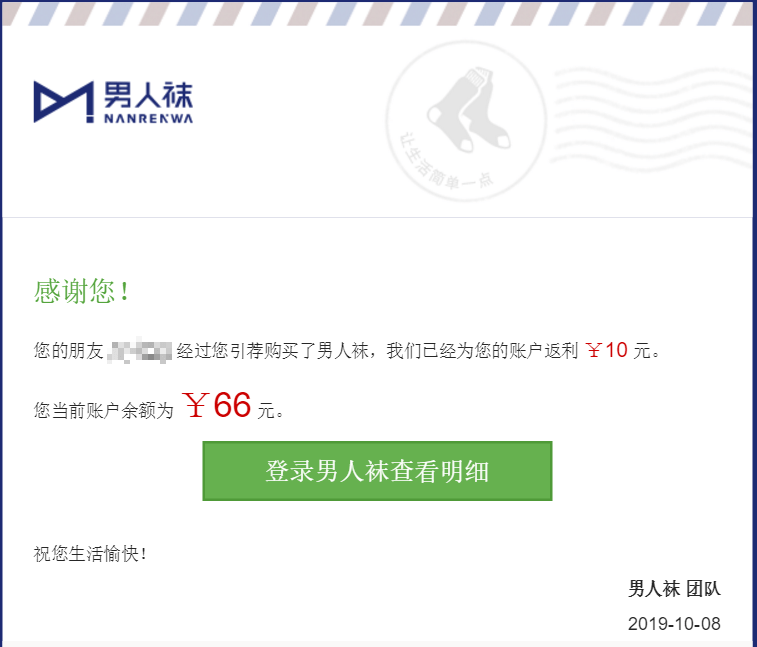 男人袜
NANRENWA
让生活简单一点
感谢您！
您的朋友 经过您引荐购买了男人袜，我们已经为您的账户返利 ￥10 元。
您当前账户余额为 ￥66 元。
登录男人袜查看明细
祝您生活愉快！
男人袜 团队
2019-10-08